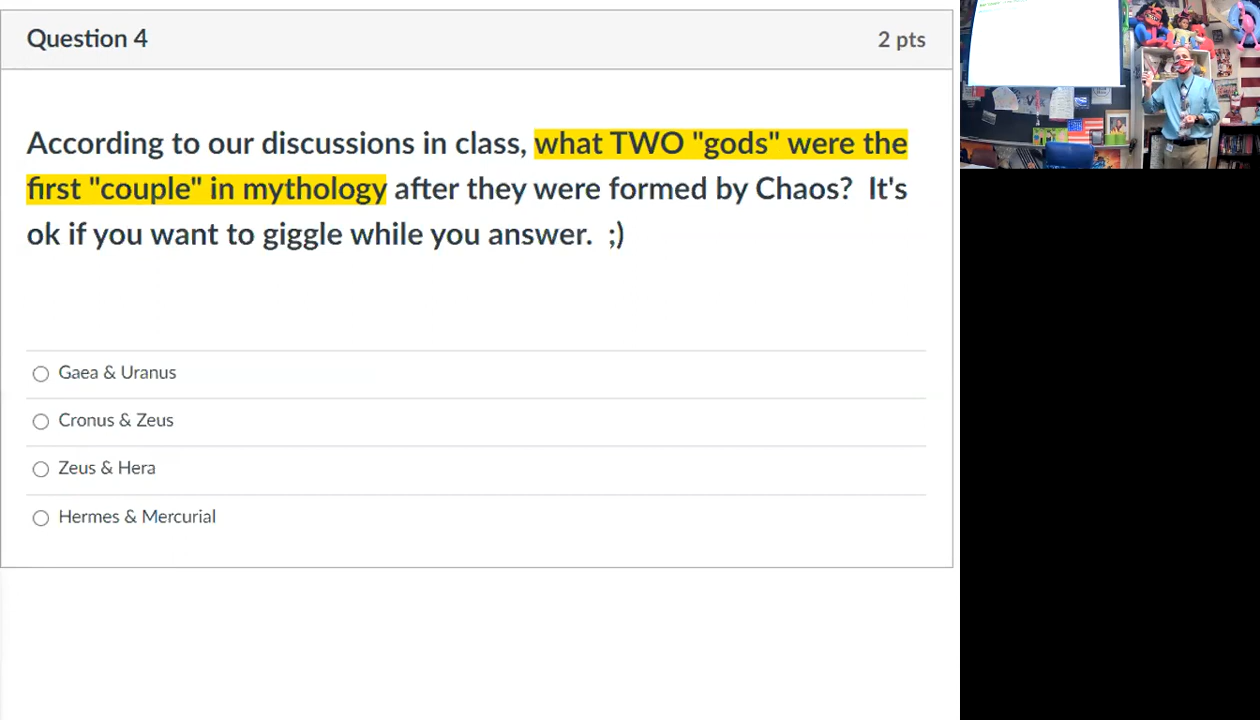 Question 4
2 pts
According to our discussions in class, what TWO "gods" were the
first "couple" in mythology after they were formed by Chaos? It's
ok if you want to giggle while you answer. ;)
Gaea & Uranus
Cronus & Zeus
Zeus & Hera
Hermes & Mercurial